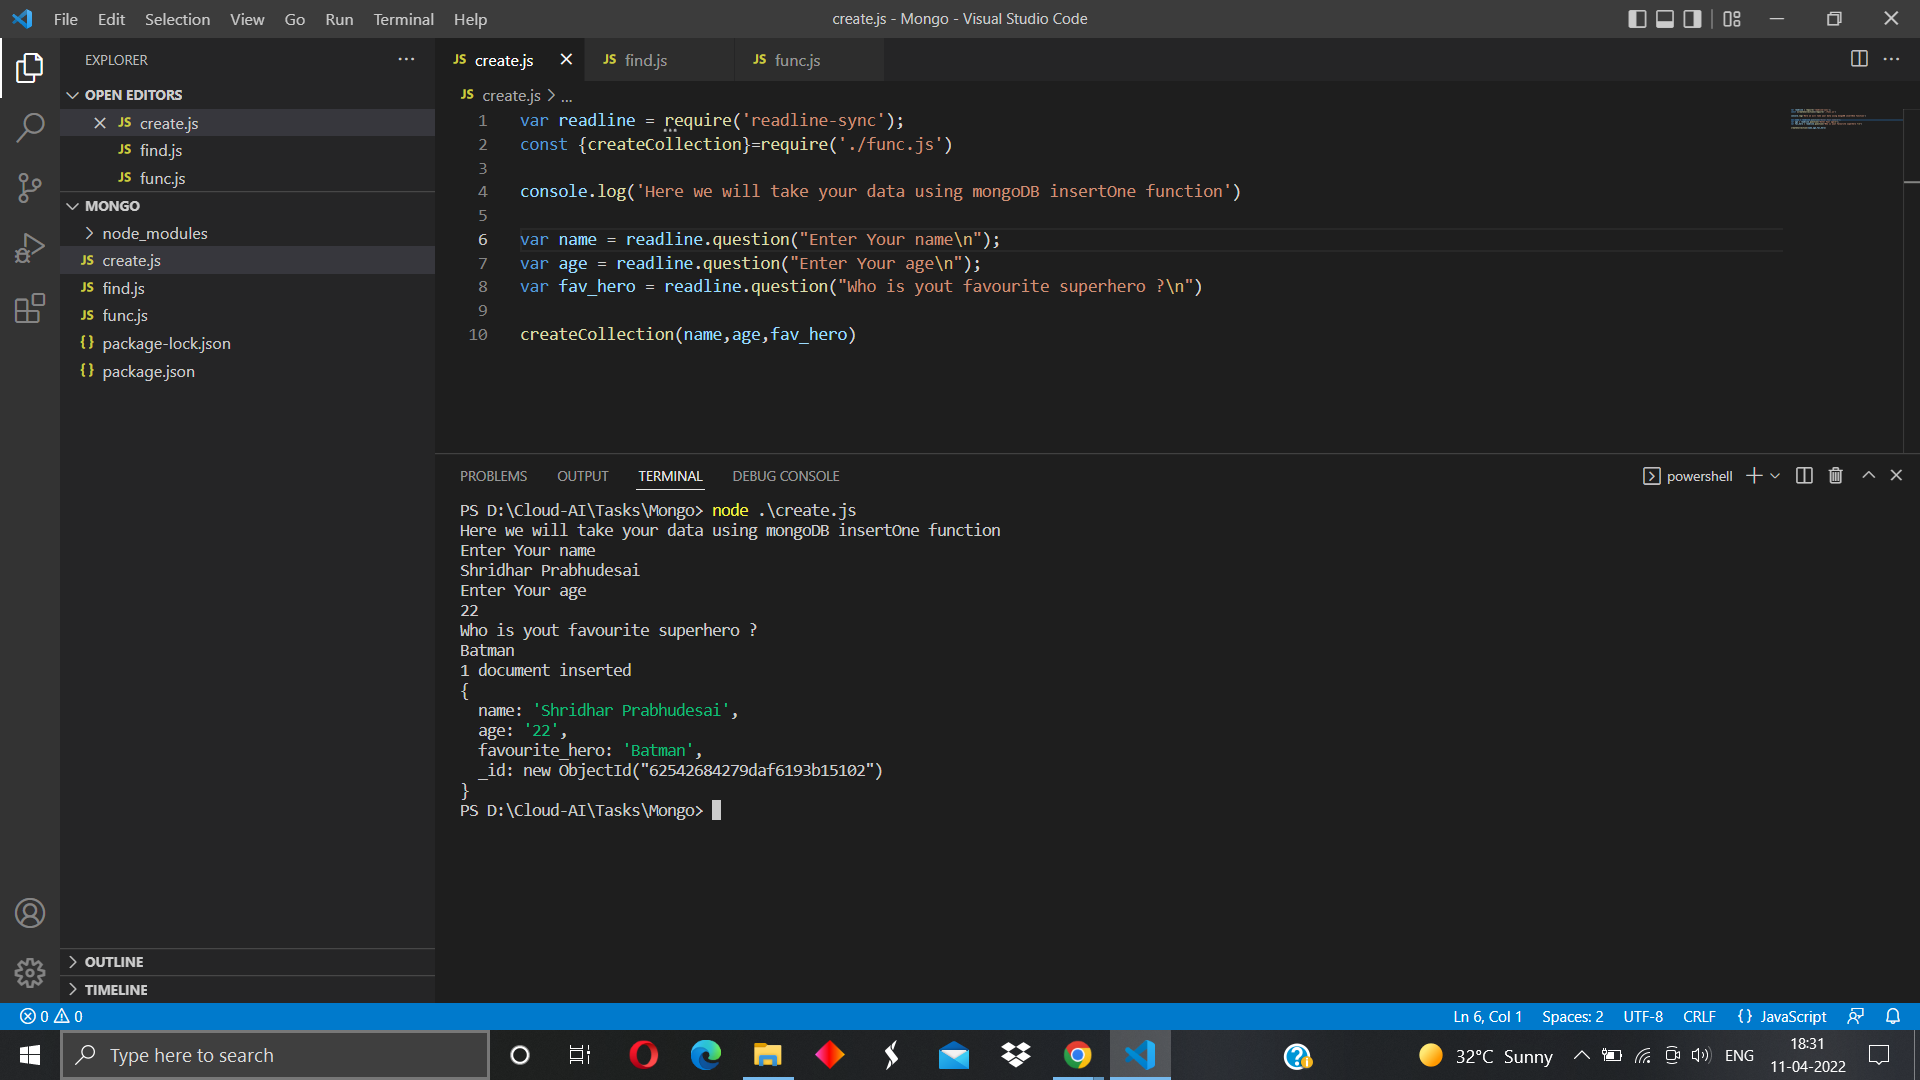 File Edit Selection View Go Run Terminal Help
create.js - Mongo - Visual Studio Code
EXPLORER
OPEN EDITORS
JS create.js
JS find.js
JS func.js
MONGO
node_modules
JS create.js
JS find.js
JS func.js
{} package-lock.json
{} package.json
OUTLINE
TIMELINE
JS create.js
JS find.js
JS func.js
JS create.js > ...
1 var readline = require('readline-sync');
2 const {createCollection}=require('./func.js')
3
4 console.log('Here we will take your data using mongoDB insertOne function')
5
6 var name = readline.question("Enter Your name\n");
7 var age = readline.question("Enter Your age\n");
8 var fav_hero = readline.question("Who is yout favourite superhero ?\n")
9
10 createCollection(name,age,fav_hero)
PROBLEMS OUTPUT TERMINAL DEBUG CONSOLE
powershell
PS D:\Cloud-AI\Tasks\Mongo> node .\create.js
Here we will take your data using mongoDB insertOne function
Enter Your name
Shridhar Prabhudesai
Enter Your age
22
Who is yout favourite superhero ?
Batman
1 document inserted
{
name: 'Shridhar Prabhudesai',
age: '22',
favourite_hero: 'Batman',
_id: new ObjectId("62542684279daf6193b15102")
}
PS D:\Cloud-AI\Tasks\Mongo>
0 0
Ln 6, Col 1 Spaces: 2 UTF-8 CRLF {} JavaScript
Type here to search
32°C Sunny
ENG
18:31
11-04-2022